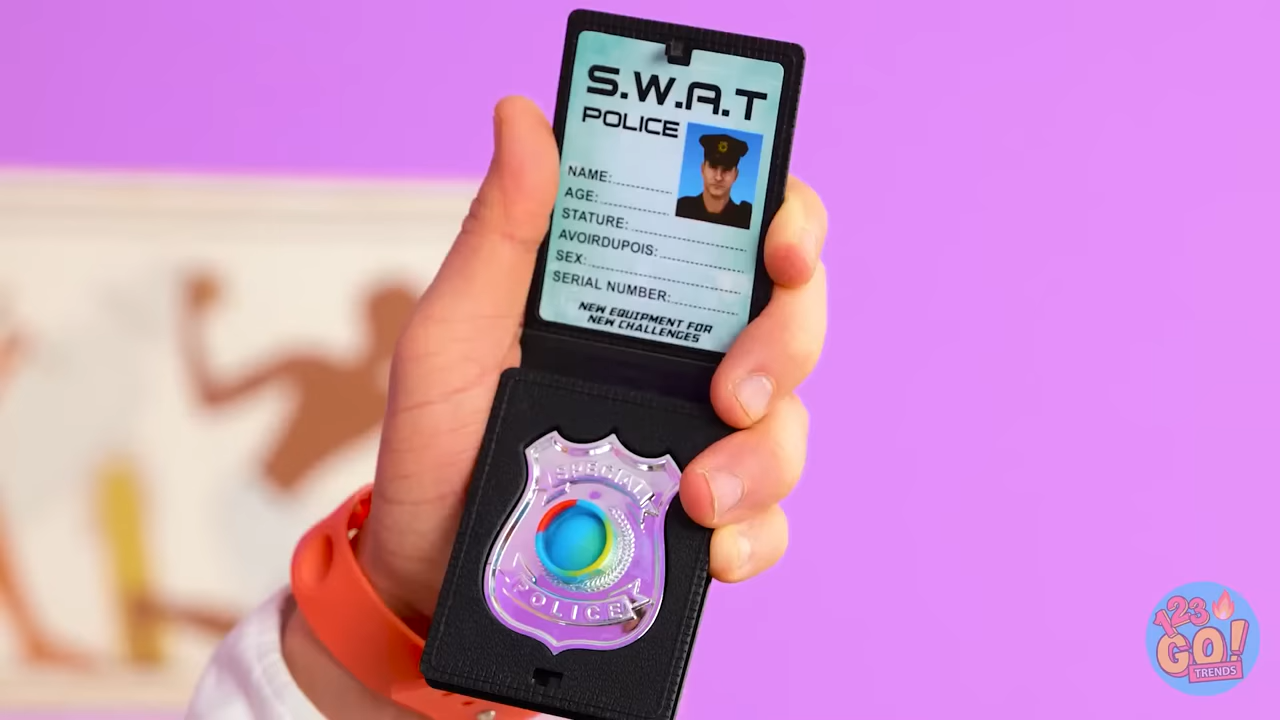 S.W.A.T
POLICE
NAME:
AGE:
STATURE:
AVOIRDUPOIS:
SEX:
SERIAL NUMBER:
NEW EQUIPMENT FOR
NEW CHALLENGES
SPECIAL
POLICE
123
GO!
TRENDS